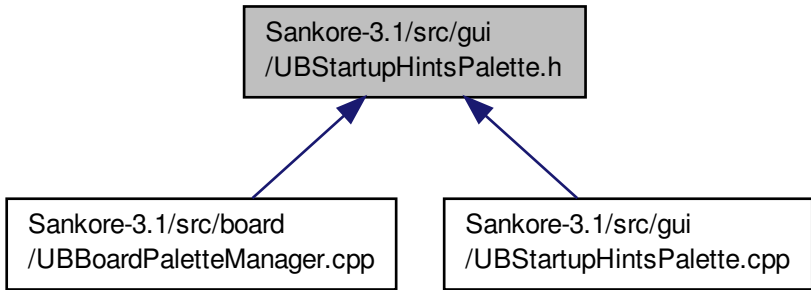 Sankore-3.1/src/gui
/UBStartupHintsPalette.h
Sankore-3.1/src/board
/UBBoardPaletteManager.cpp
Sankore-3.1/src/gui
/UBStartupHintsPalette.cpp